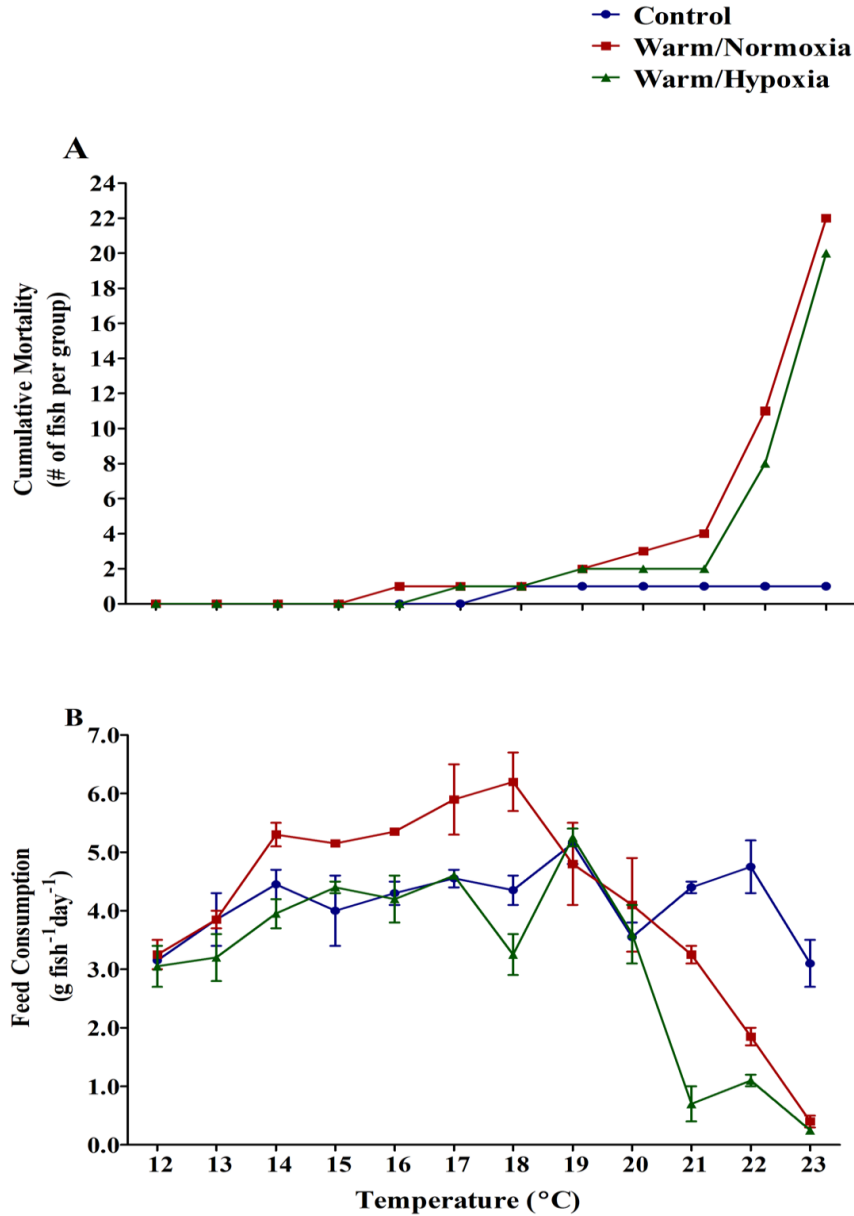 Control
Warm/Normoxia
Warm/Hypoxia
A
24
22
20
18
16
14
12
10
8
6
4
2
0
Cumulative Mortality
(# of fish per group)
B
7.0
6.0
5.0
4.0
3.0
2.0
1.0
0.0
Feed Consumption
(g fish⁻¹day⁻¹)
12 13 14 15 16 17 18 19 20 21 22 23
Temperature (°C)